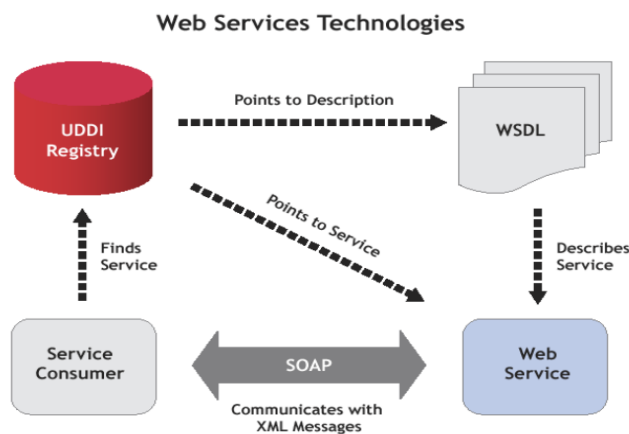 Web Services Technologies
UDDI
Registry
Points to Description
WSDL
Points to Service
Finds
Service
Describes
Service
Service
Consumer
SOAP
Web
Service
Communicates with
XML Messages